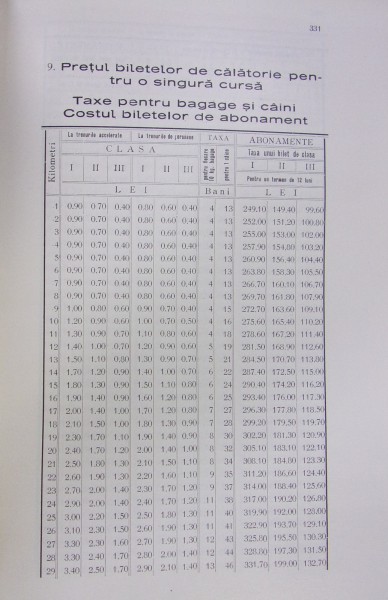 331
9. Prețul biletelor de călătorie pen-
tru o singură cursă
Taxe pentru bagage și câini
Costul biletelor de abonament
Kilometri
La trenurile accelerate La trenurile de persoane TAXA ABONAMENTE
CLASA Taxa unui bilet de clasa
I II III I II III pentru fiecare 10 kg. bagage pentru 1 câine I II III
Pentru un termen de 12 luni
LEI Bani LEI
1 0.90 0.70 0.40 0.80 0.60 0.40 4 13 249.10 149.40 99.60
2 0.90 0.70 0.40 0.80 0.60 0.40 4 13 252.00 151.20 100.80
3 0.90 0.70 0.40 0.80 0.60 0.40 4 13 255.00 153.00 102.00
4 0.90 0.70 0.40 0.80 0.60 0.40 4 13 257.90 154.80 103.20
5 0.90 0.70 0.40 0.80 0.60 0.40 4 13 260.90 156.40 104.40
6 0.90 0.70 0.40 0.80 0.60 0.40 4 13 263.80 158.30 105.50
7 0.90 0.70 0.40 0.80 0.60 0.40 4 13 266.70 160.10 106.70
8 0.90 0.70 0.40 0.80 0.60 0.40 4 13 269.70 161.80 107.90
9 1.00 0.80 0.60 0.90 0.70 0.40 4 15 272.70 163.60 109.10
10 1.20 0.90 0.60 1.00 0.70 0.50 4 16 275.60 165.40 110.20
11 1.30 0.90 0.70 1.10 0.80 0.60 4 18 278.60 167.20 111.40
12 1.40 1.00 0.70 1.20 0.90 0.60 5 19 281.50 168.90 112.60
13 1.50 1.10 0.80 1.30 0.90 0.70 5 21 284.50 170.70 113.80
14 1.70 1.20 0.90 1.40 1.00 0.70 6 22 287.40 172.50 115.00
15 1.80 1.30 0.90 1.50 1.10 0.80 6 24 290.40 174.20 116.20
16 1.90 1.40 0.90 1.60 1.20 0.80 6 25 293.40 176.00 117.30
17 2.00 1.40 1.00 1.70 1.20 0.80 7 27 296.30 177.80 118.50
18 2.10 1.50 1.00 1.80 1.30 0.90 7 28 299.20 179.50 119.70
19 2.30 1.70 1.10 1.90 1.40 0.90 8 30 302.20 181.30 120.90
20 2.40 1.70 1.20 2.00 1.40 1.00 8 32 305.10 183.10 122.10
21 2.50 1.80 1.30 2.10 1.50 1.10 8 34 308.10 184.80 123.30
22 2.60 1.90 1.30 2.20 1.60 1.10 9 35 311.20 186.60 124.40
23 2.70 2.00 1.40 2.30 1.70 1.20 9 37 314.00 188.40 125.60
24 2.90 2.00 1.40 2.40 1.70 1.20 11 38 317.00 190.20 126.80
25 3.00 2.20 1.50 2.50 1.80 1.30 11 40 319.90 192.00 128.00
26 3.10 2.30 1.50 2.60 1.90 1.30 11 41 322.90 193.70 129.10
27 3.30 2.30 1.60 2.70 1.90 1.30 12 43 325.80 195.50 130.30
28 3.30 2.40 1.70 2.80 2.00 1.40 12 44 328.80 197.30 131.50
29 3.40 2.50 1.70 2.90 2.10 1.40 13 46 331.70 199.00 132.70